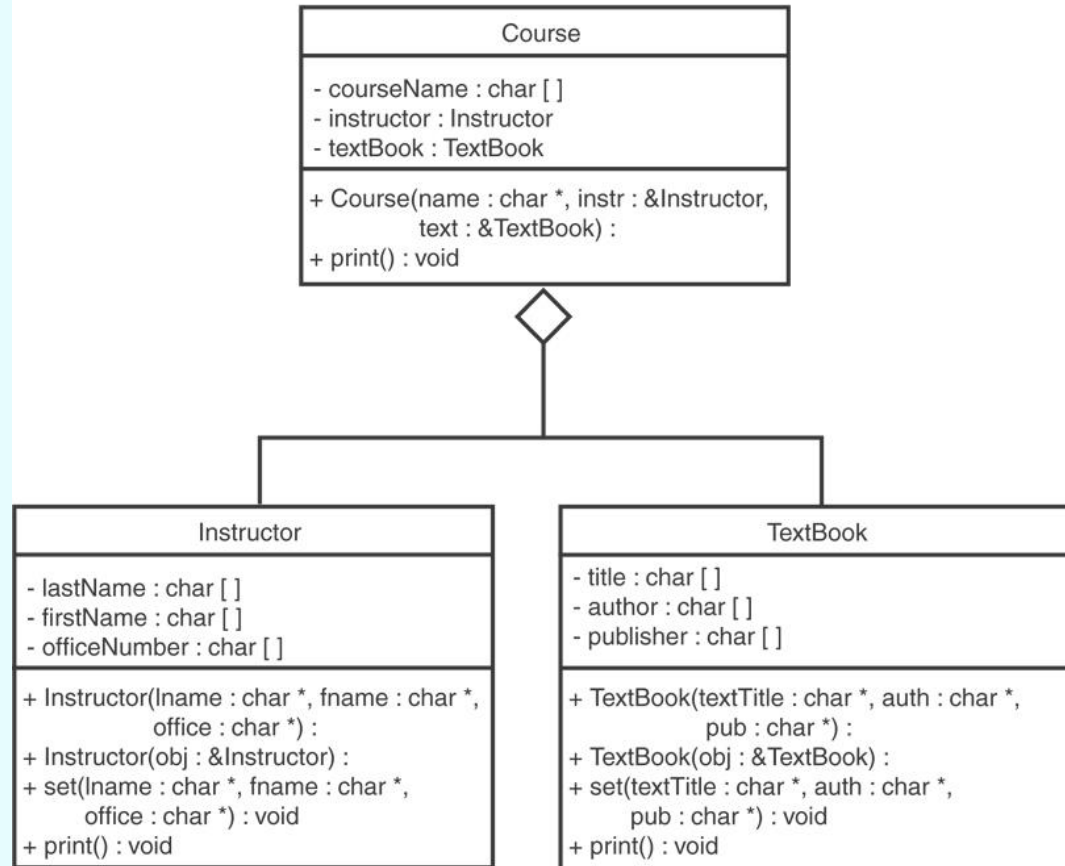 Course
- courseName : char [ ]
- instructor : Instructor
- textBook : TextBook
+ Course(name : char *, instr : &Instructor,
text : &TextBook) :
+ print() : void
Instructor
- lastName : char [ ]
- firstName : char [ ]
- officeNumber : char [ ]
+ Instructor(lname : char *, fname : char *,
office : char *) :
+ Instructor(obj : &Instructor) :
+ set(lname : char *, fname : char *,
office : char *) : void
+ print() : void
TextBook
- title : char [ ]
- author : char [ ]
- publisher : char [ ]
+ TextBook(textTitle : char *, auth : char *,
pub : char *) :
+ TextBook(obj : &TextBook) :
+ set(textTitle : char *, auth : char *,
pub : char *) : void
+ print() : void